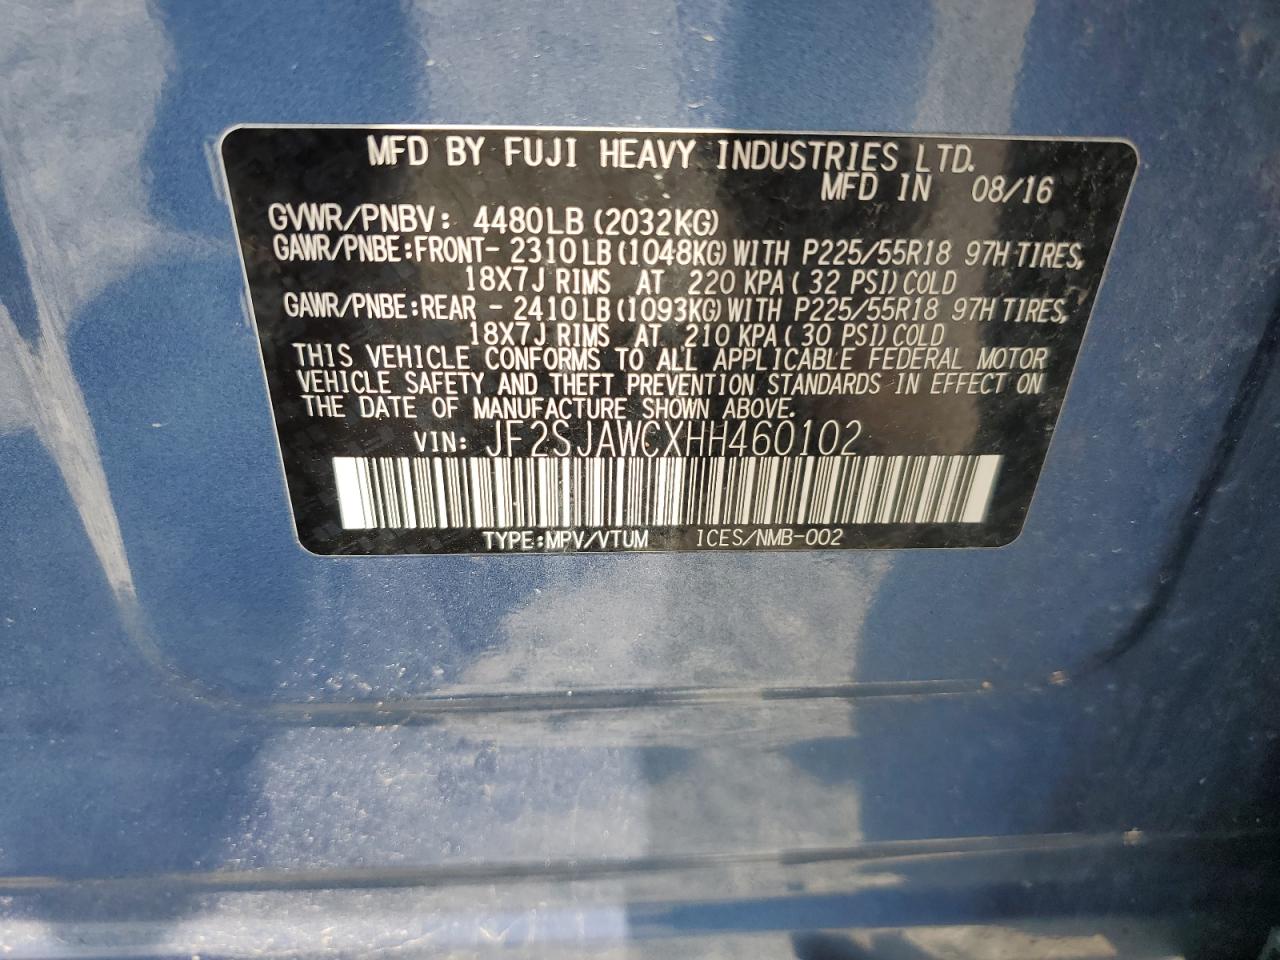 MFD BY FUJI HEAVY INDUSTRIES LTD.
MFD IN 08/16
GVWR/PNBV: 4480LB (2032KG)
GAWR/PNBE:FRONT- 2310LB(1048KG)WITH P225/55R18 97H TIRES,
18X7J RIMS AT 220 KPA( 32 PSI)COLD
GAWR/PNBE:REAR - 2410LB(1093KG)WITH P225/55R18 97H TIRES,
18X7J RIMS AT 210 KPA( 30 PSI)COLD
THIS VEHICLE CONFORMS TO ALL APPLICABLE FEDERAL MOTOR
VEHICLE SAFETY AND THEFT PREVENTION STANDARDS IN EFFECT ON
THE DATE OF MANUFACTURE SHOWN ABOVE.
VIN: JF2SJAWCXHH460102
TYPE:MPV/VTUM ICES/NMB-002